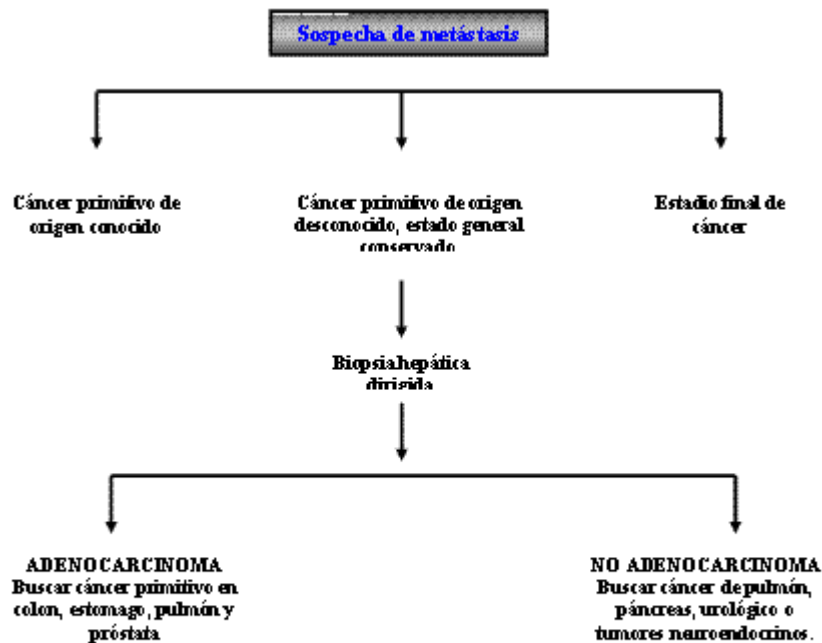 Sospecha de metástasis
Cáncer primitivo de
origen conocido
Cáncer primitivo de origen
desconocido, estado general
conservado
Estadio final de
cáncer
Biopsia hepática
dirigida
ADENOCARCINOMA
Buscar cáncer primitivo en
colon, estomago, pulmón y
próstata
NO ADENOCARCINOMA
Buscar cáncer de pulmón,
páncreas, urológico o
tumores neuroendocrinos.